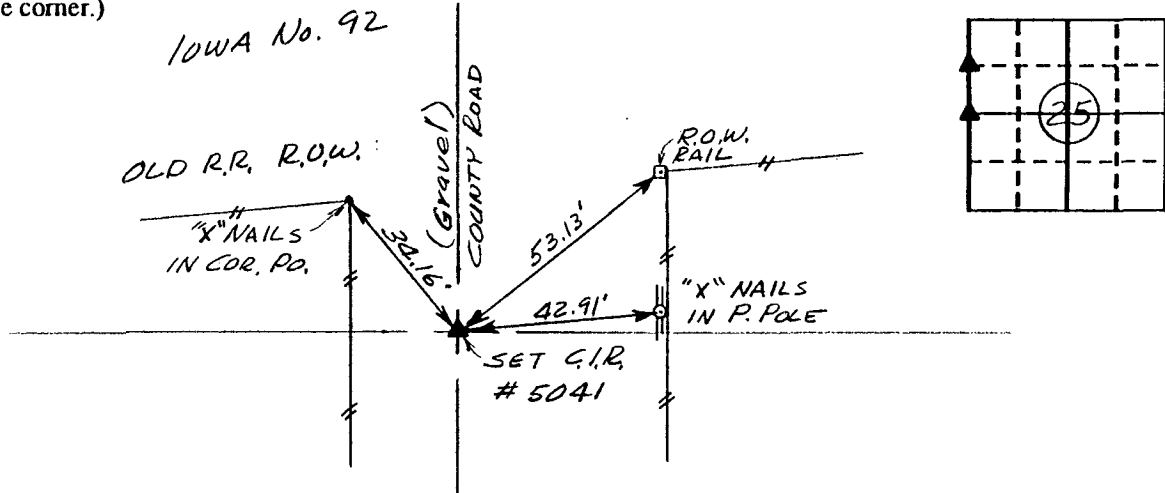 e corner.)
IOWA No. 92
(Gravel)
COUNTY ROAD
25
OLD R.R. R.O.W.
R.O.W.
RAIL
"X" NAILS
IN COR. PO.
34.16'
53.13'
42.91'
"X" NAILS
IN P. POLE
SET C.I.R.
# 5041